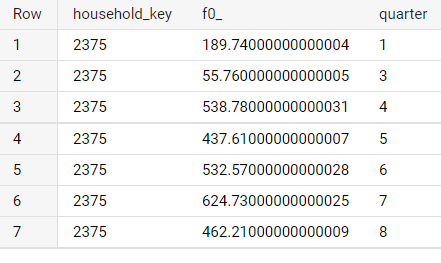 Row household_key f0_ quarter
1 2375 189.74000000000004 1
2 2375 55.760000000000005 3
3 2375 538.78000000000031 4
4 2375 437.61000000000007 5
5 2375 532.57000000000028 6
6 2375 624.73000000000025 7
7 2375 462.21000000000009 8